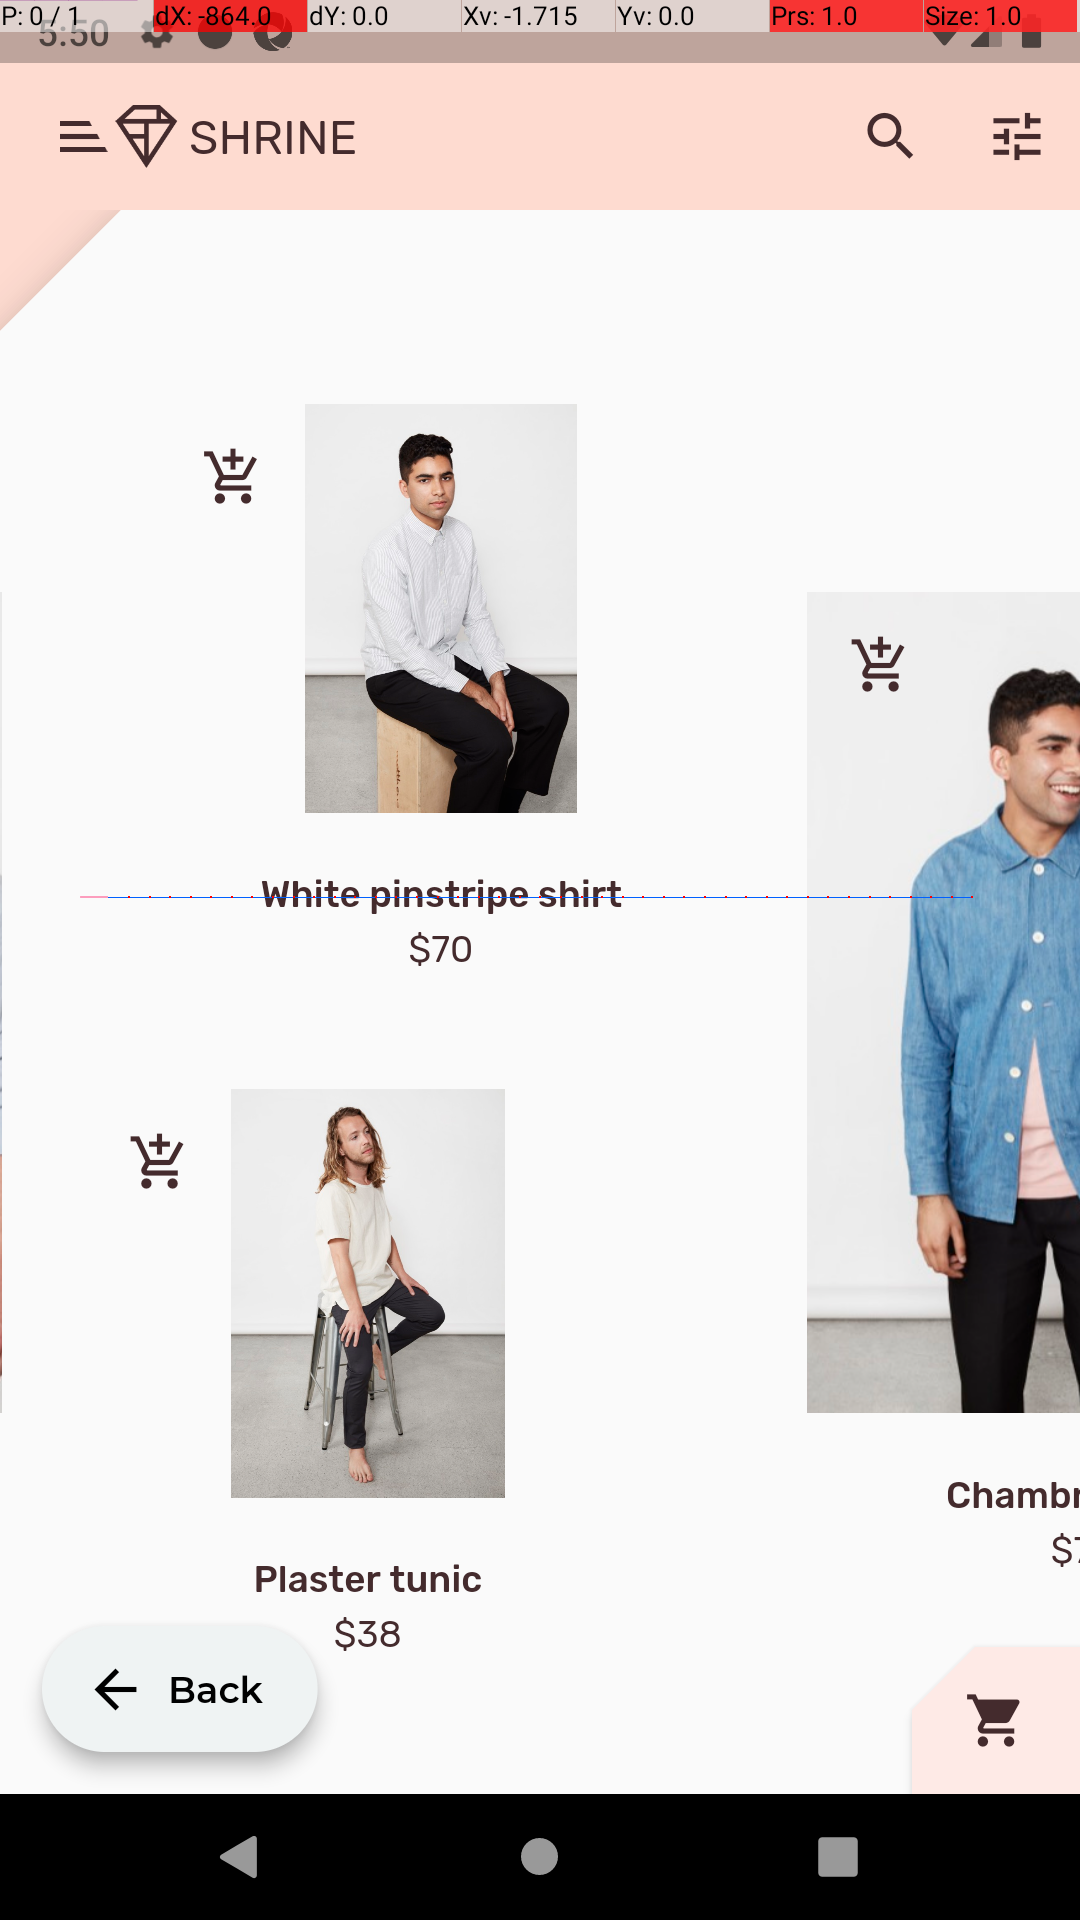 P: 0 / 1 dX: -864.0 dY: 0.0 Xv: -1.715 Yv: 0.0 Prs: 1.0 Size: 1.0
5:50
SHRINE
White pinstripe shirt
$70
Plaster tunic
$38
Chambr
$7
Back